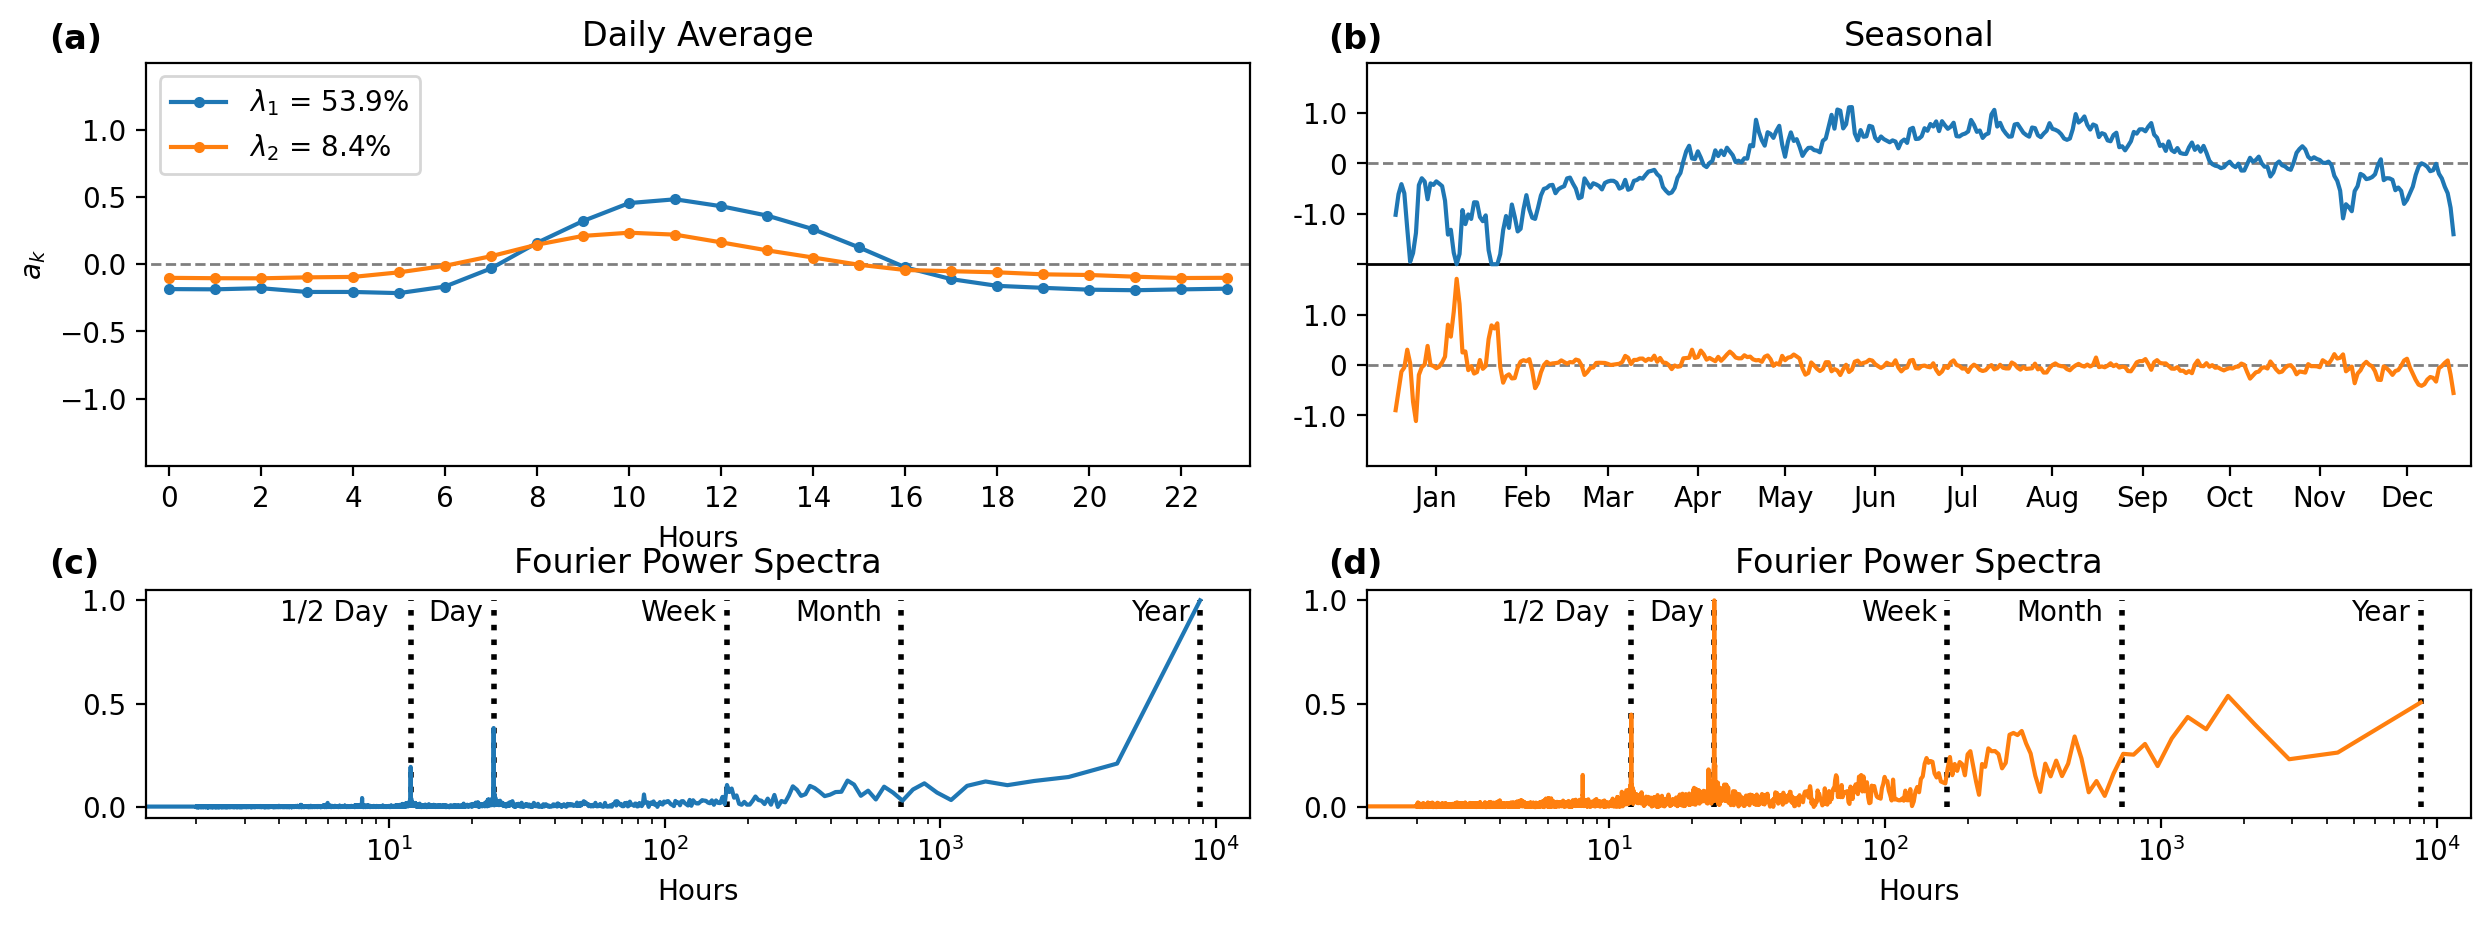 (a)
Daily Average
λ1 = 53.9%
λ2 = 8.4%
1.0
0.5
0.0
−0.5
−1.0
ak
0 2 4 6 8 10 12 14 16 18 20 22
Hours
(b)
Seasonal
1.0
0
-1.0
1.0
0
-1.0
Jan Feb Mar Apr May Jun Jul Aug Sep Oct Nov Dec
(c)
Fourier Power Spectra
1/2 Day Day Week Month Year
1.0
0.5
0.0
10^1 10^2 10^3 10^4
Hours
(d)
Fourier Power Spectra
1/2 Day Day Week Month Year
1.0
0.5
0.0
10^1 10^2 10^3 10^4
Hours